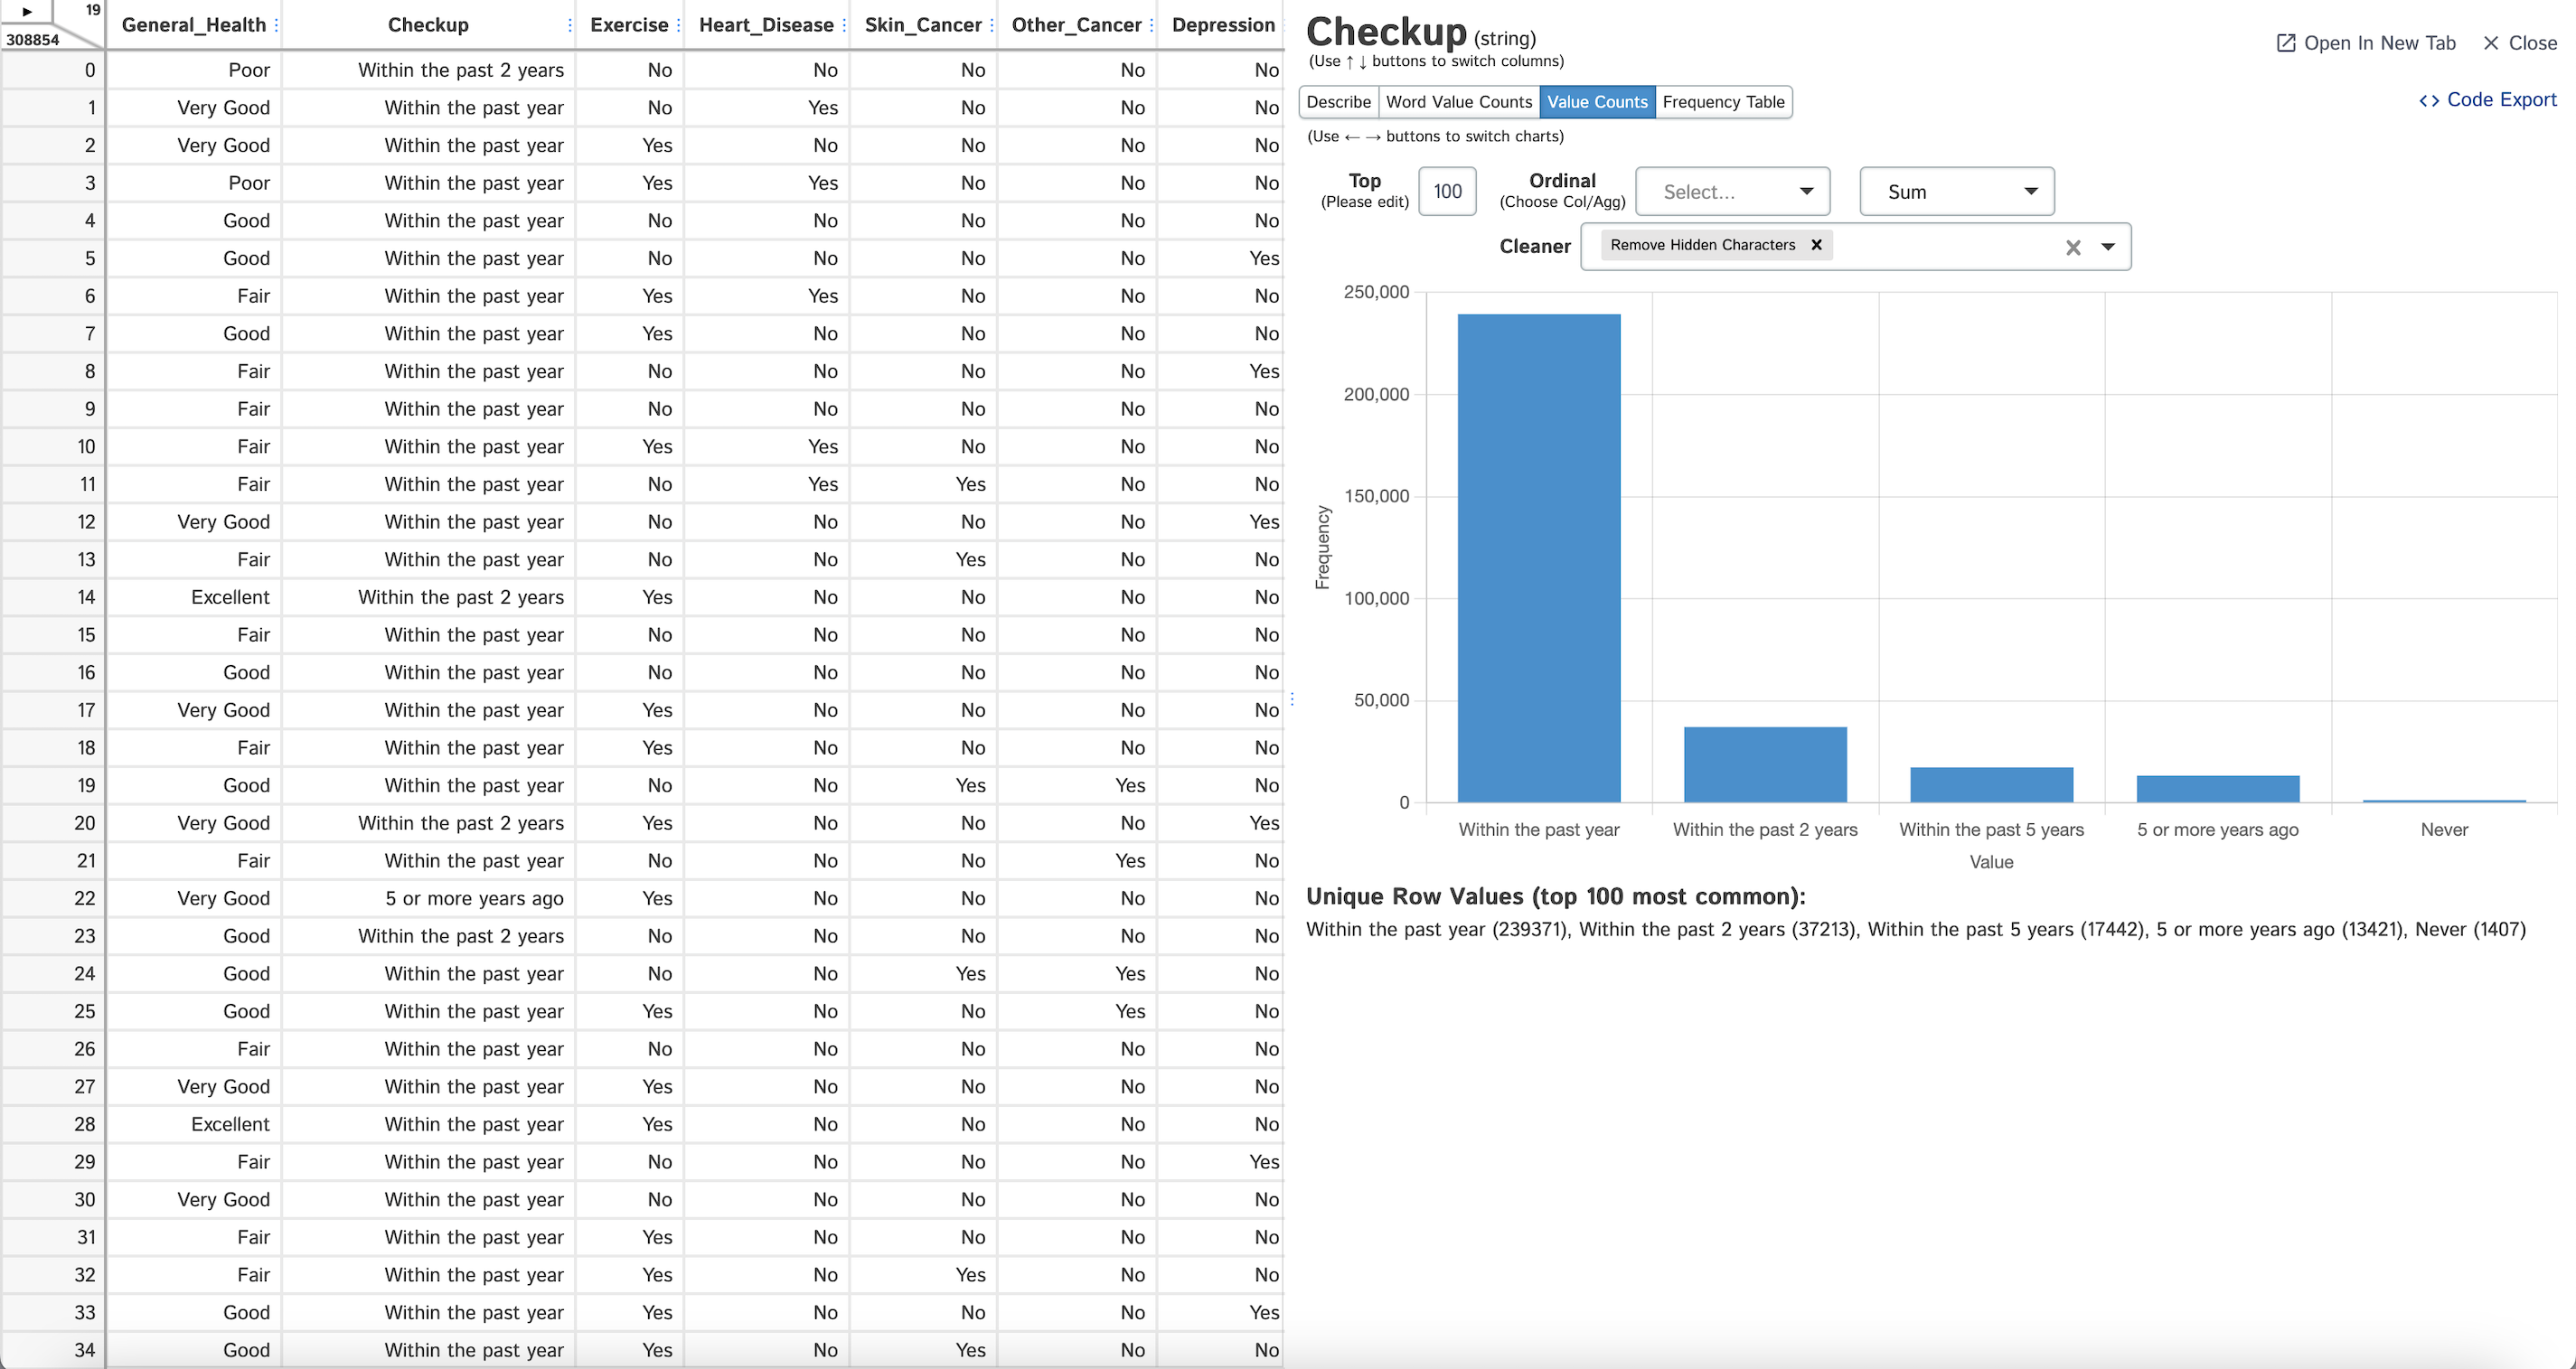 19
308854
General_Health Checkup Exercise Heart_Disease Skin_Cancer Other_Cancer Depression
0 Poor Within the past 2 years No No No No No
1 Very Good Within the past year No Yes No No No
2 Very Good Within the past year Yes No No No No
3 Poor Within the past year Yes Yes No No No
4 Good Within the past year No No No No No
5 Good Within the past year No No No No Yes
6 Fair Within the past year Yes Yes No No No
7 Good Within the past year Yes No No No No
8 Fair Within the past year No No No No Yes
9 Fair Within the past year No No No No No
10 Fair Within the past year Yes Yes No No No
11 Fair Within the past year No Yes Yes No No
12 Very Good Within the past year No No No No Yes
13 Fair Within the past year No No Yes No No
14 Excellent Within the past 2 years Yes No No No No
15 Fair Within the past year No No No No No
16 Good Within the past year No No No No No
17 Very Good Within the past year Yes No No No No
18 Fair Within the past year Yes No No No No
19 Good Within the past year No No Yes Yes No
20 Very Good Within the past 2 years Yes No No No Yes
21 Fair Within the past year No No No Yes No
22 Very Good 5 or more years ago Yes No No No No
23 Good Within the past 2 years No No No No No
24 Good Within the past year No No Yes Yes No
25 Good Within the past year Yes No No Yes No
26 Fair Within the past year No No No No No
27 Very Good Within the past year Yes No No No No
28 Excellent Within the past year Yes No No No No
29 Fair Within the past year No No No No Yes
30 Very Good Within the past year No No No No No
31 Fair Within the past year Yes No No No No
32 Fair Within the past year Yes No Yes No No
33 Good Within the past year Yes No No No Yes
34 Good Within the past year Yes No Yes No No
Checkup (string)
Open In New Tab Close
(Use ↑ ↓ buttons to switch columns)
Describe Word Value Counts Value Counts Frequency Table
<> Code Export
(Use ← → buttons to switch charts)
Top
(Please edit)
100
Ordinal
(Choose Col/Agg)
Select...
Sum
Cleaner Remove Hidden Characters
250,000
200,000
150,000
100,000
50,000
0
Frequency
Within the past year Within the past 2 years Within the past 5 years 5 or more years ago Never
Value
Unique Row Values (top 100 most common):
Within the past year (239371), Within the past 2 years (37213), Within the past 5 years (17442), 5 or more years ago (13421), Never (1407)